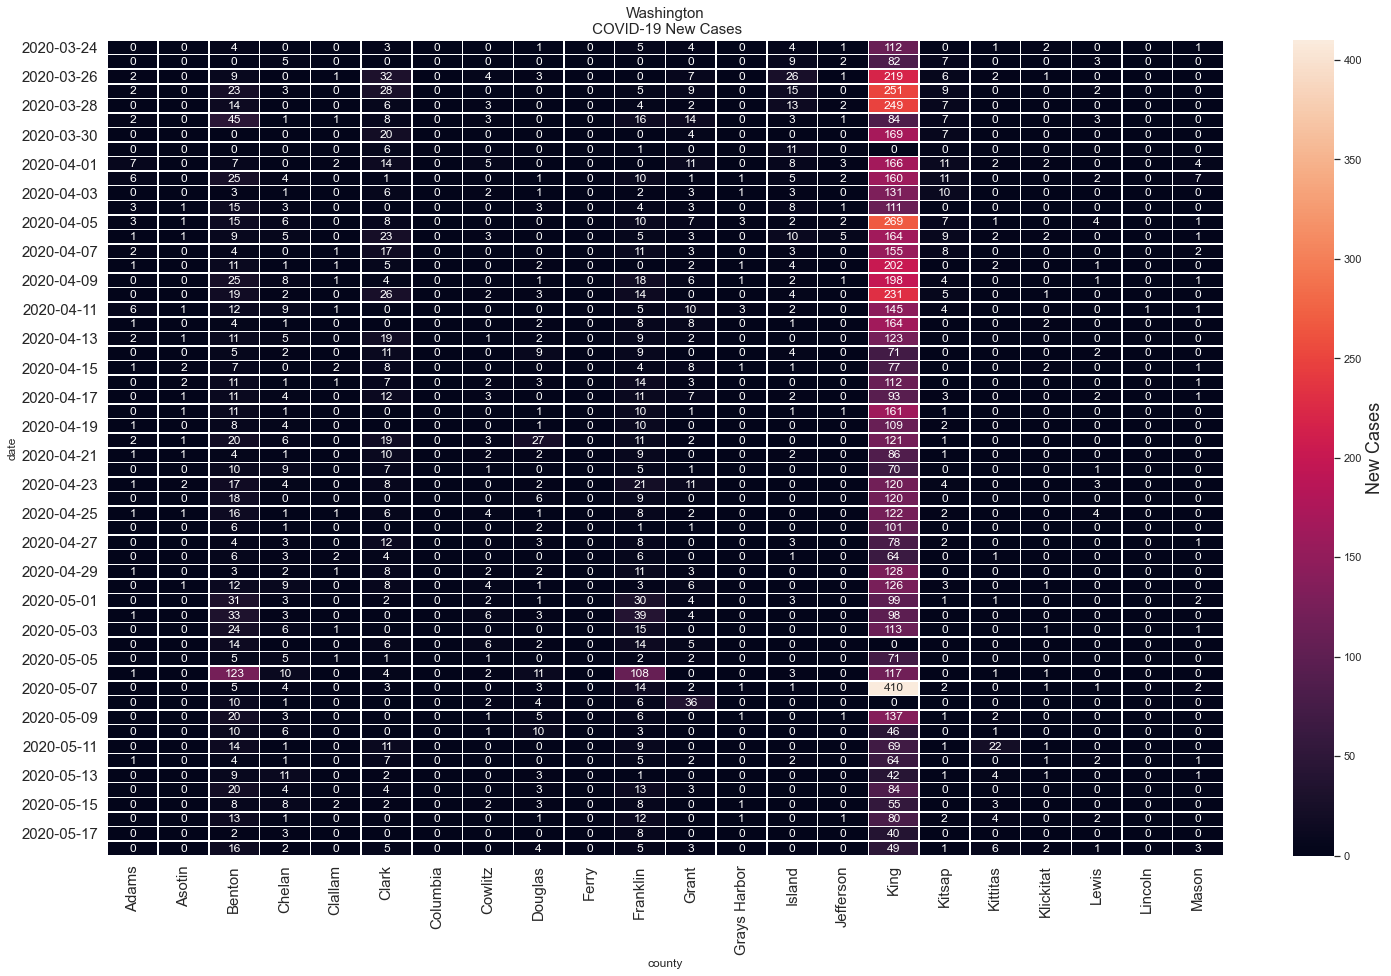 Washington
COVID-19 New Cases
2020-03-24 0 0 4 0 0 3 0 0 1 0 5 4 0 4 1 112 0 1 2 0 0 1
0 0 0 5 0 0 0 0 0 0 0 0 0 9 2 82 7 0 0 3 0 0
2020-03-26 2 0 9 0 1 32 0 4 3 0 0 7 0 26 1 219 6 2 1 0 0 0
2 0 23 3 0 28 0 0 0 0 5 9 0 15 0 251 9 0 0 2 0 0
2020-03-28 0 0 14 0 0 6 0 3 0 0 4 2 0 13 2 249 7 0 0 0 0 0
2 0 45 1 1 8 0 3 0 0 16 14 0 3 1 84 7 0 0 3 0 0
2020-03-30 0 0 0 0 0 20 0 0 0 0 0 4 0 0 0 169 7 0 0 0 0 0
0 0 0 0 0 6 0 0 0 0 1 0 0 11 0 0 0 0 0 0 0 0
2020-04-01 7 0 7 0 2 14 0 5 0 0 0 11 0 8 3 166 11 2 2 0 0 4
6 0 25 4 0 1 0 0 1 0 10 1 1 5 2 160 11 0 0 2 0 7
2020-04-03 0 0 3 1 0 6 0 2 1 0 2 3 1 3 0 131 10 0 0 0 0 0
3 1 15 3 0 0 0 0 3 0 4 3 0 8 1 111 0 0 0 0 0 0
2020-04-05 3 1 15 6 0 8 0 0 0 0 10 7 3 2 2 269 7 1 0 4 0 1
1 1 9 5 0 23 0 3 0 0 5 3 0 10 5 164 9 2 2 0 0 1
2020-04-07 2 0 4 0 1 17 0 0 0 0 11 3 0 3 0 155 8 0 0 0 0 2
1 0 11 1 1 5 0 0 2 0 0 2 1 4 0 202 0 2 0 1 0 0
2020-04-09 0 0 25 8 1 4 0 0 1 0 18 6 1 2 1 198 4 0 0 1 0 1
0 0 19 2 0 26 0 2 3 0 14 0 0 4 0 231 5 0 1 0 0 0
2020-04-11 6 1 12 9 1 0 0 0 0 0 5 10 3 2 0 145 4 0 0 0 1 1
1 0 4 1 0 0 0 0 2 0 8 8 0 1 0 164 0 0 2 0 0 0
2020-04-13 2 1 11 5 0 19 0 1 2 0 9 2 0 0 0 123 0 0 0 0 0 0
0 0 5 2 0 11 0 0 9 0 9 0 0 4 0 71 0 0 0 2 0 0
2020-04-15 1 2 7 0 2 8 0 0 0 0 4 8 1 1 0 77 0 0 2 0 0 1
0 2 11 1 1 7 0 2 3 0 14 3 0 0 0 112 0 0 0 0 0 0
2020-04-17 0 1 11 4 0 12 0 3 0 0 11 7 0 2 0 93 3 0 0 2 0 1
0 0 11 1 0 0 0 0 1 0 10 1 0 1 1 161 1 0 0 0 0 0
2020-04-19 1 0 8 4 0 0 0 0 1 0 10 0 0 0 0 109 2 0 0 0 0 0
2 1 20 6 0 19 0 3 27 0 11 2 0 0 0 121 1 0 0 0 0 0
2020-04-21 1 1 4 1 0 10 0 2 2 0 9 0 0 2 0 86 1 0 0 0 0 0
0 0 10 9 0 7 0 1 0 0 5 1 0 0 0 70 0 0 0 1 0 0
2020-04-23 1 2 17 4 0 8 0 0 2 0 21 11 0 0 0 120 4 0 0 3 0 0
0 0 18 0 0 0 0 0 6 0 9 0 0 0 0 120 0 0 0 0 0 0
2020-04-25 1 1 16 1 1 6 0 4 1 0 8 2 0 0 0 122 2 0 0 4 0 0
0 0 6 1 0 0 0 0 2 0 1 1 0 0 0 101 0 0 0 0 0 0
2020-04-27 0 0 4 3 0 12 0 0 3 0 8 0 0 3 0 78 2 0 0 0 0 1
0 0 6 3 2 4 0 0 0 0 6 0 0 1 0 64 0 1 0 0 0 0
2020-04-29 1 0 3 2 1 8 0 2 2 0 11 3 0 0 0 128 0 0 0 0 0 0
0 1 12 9 0 8 0 4 1 0 3 6 0 0 0 126 3 0 1 0 0 0
2020-05-01 0 0 31 3 0 2 0 2 1 0 30 4 0 3 0 99 1 1 0 0 0 2
1 0 33 3 0 0 0 6 3 0 39 4 0 0 0 98 0 0 0 0 0 0
2020-05-03 0 0 24 6 1 0 0 0 0 0 15 0 0 0 0 113 0 0 1 0 0 1
0 0 14 0 0 6 0 6 2 0 14 5 0 0 0 0 0 0 0 0 0 0
2020-05-05 0 0 5 5 1 1 0 1 0 0 2 2 0 0 0 71 0 0 0 0 0 0
1 0 123 10 0 4 0 2 11 0 108 0 0 3 0 117 0 1 1 0 0 0
2020-05-07 0 0 5 4 0 3 0 0 3 0 14 2 1 1 0 410 2 0 1 1 0 2
0 0 10 1 0 0 0 2 4 0 6 36 0 0 0 0 0 0 0 0 0 0
2020-05-09 0 0 20 3 0 0 0 1 5 0 6 0 1 0 1 137 1 2 0 0 0 0
0 0 10 6 0 0 0 1 10 0 3 0 0 0 0 46 0 1 0 0 0 0
2020-05-11 0 0 14 1 0 11 0 0 0 0 9 0 0 0 0 69 1 22 1 0 0 0
1 0 4 1 0 7 0 0 0 0 5 2 0 2 0 64 0 0 1 2 0 1
2020-05-13 0 0 9 11 0 2 0 0 3 0 1 0 0 0 0 42 1 4 1 0 0 1
0 0 20 4 0 4 0 0 3 0 13 3 0 0 0 84 0 0 0 0 0 0
2020-05-15 0 0 8 8 2 2 0 2 3 0 8 0 1 0 0 55 0 3 0 0 0 0
0 0 13 1 0 0 0 0 1 0 12 0 1 0 1 80 2 4 0 2 0 0
2020-05-17 0 0 2 3 0 0 0 0 0 0 8 0 0 0 0 40 0 0 0 0 0 0
0 0 16 2 0 5 0 0 4 0 5 3 0 0 0 49 1 6 2 1 0 3
date
Adams Asotin Benton Chelan Clallam Clark Columbia Cowlitz Douglas Ferry Franklin Grant Grays Harbor Island Jefferson King Kitsap Kittitas Klickitat Lewis Lincoln Mason
county
400
350
300
250
200
150
100
50
0
New Cases